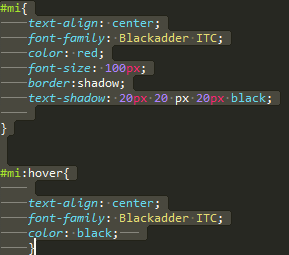 #mi{
text-align: center;
font-family: Blackadder ITC;
color: red;
font-size: 100px;
border:shadow;
text-shadow: 20px 20 px 20px black;
}
#mi:hover{
text-align: center;
font-family: Blackadder ITC;
color: black;
}